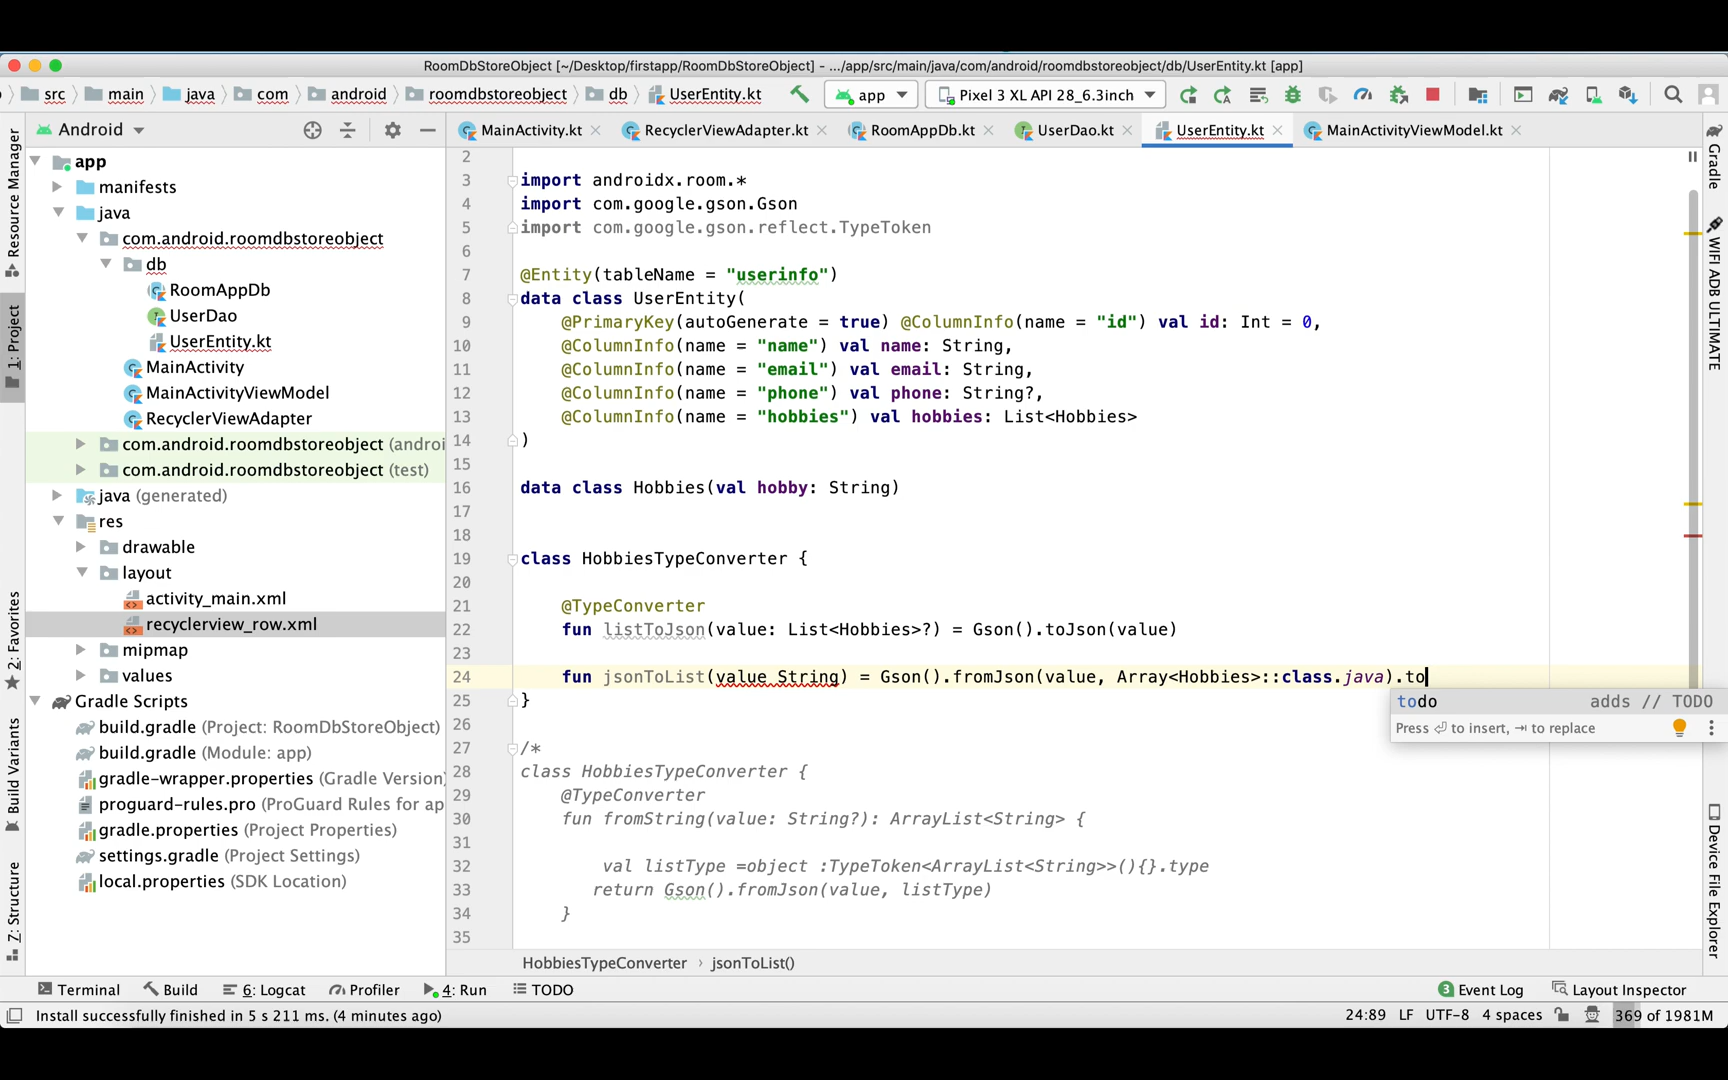 RoomDbStoreObject [~/Desktop/firstapp/RoomDbStoreObject] - .../app/src/main/java/com/android/roomdbstoreobject/db/UserEntity.kt [app]
src main java com android roomdbstoreobject db UserEntity.kt app Pixel 3 XL API 28_6.3inch
Android
MainActivity.kt RecyclerViewAdapter.kt RoomAppDb.kt UserDao.kt UserEntity.kt MainActivityViewModel.kt
Resource Manager
1: Project
2: Favorites
Build Variants
Z: Structure
app
manifests
java
com.android.roomdbstoreobject
db
RoomAppDb
UserDao
UserEntity.kt
MainActivity
MainActivityViewModel
RecyclerViewAdapter
com.android.roomdbstoreobject (androi
com.android.roomdbstoreobject (test)
java (generated)
res
drawable
layout
activity_main.xml
recyclerview_row.xml
mipmap
values
Gradle Scripts
build.gradle (Project: RoomDbStoreObject)
build.gradle (Module: app)
gradle-wrapper.properties (Gradle Version)
proguard-rules.pro (ProGuard Rules for ap
gradle.properties (Project Properties)
settings.gradle (Project Settings)
local.properties (SDK Location)
2
3 import androidx.room.*
4 import com.google.gson.Gson
5 import com.google.gson.reflect.TypeToken
6
7 @Entity(tableName = "userinfo")
8 data class UserEntity(
9 @PrimaryKey(autoGenerate = true) @ColumnInfo(name = "id") val id: Int = 0,
10 @ColumnInfo(name = "name") val name: String,
11 @ColumnInfo(name = "email") val email: String,
12 @ColumnInfo(name = "phone") val phone: String?,
13 @ColumnInfo(name = "hobbies") val hobbies: List<Hobbies>
14 )
15
16 data class Hobbies(val hobby: String)
17
18
19 class HobbiesTypeConverter {
20
21 @TypeConverter
22 fun listToJson(value: List<Hobbies>?) = Gson().toJson(value)
23
24 fun jsonToList(value String) = Gson().fromJson(value, Array<Hobbies>::class.java).to
25 }
26
27 /*
28 class HobbiesTypeConverter {
29 @TypeConverter
30 fun fromString(value: String?): ArrayList<String> {
31
32 val listType =object :TypeToken<ArrayList<String>>(){}.type
33 return Gson().fromJson(value, listType)
34 }
35
todo adds // TODO
Press ⏎ to insert, ⇥ to replace
HobbiesTypeConverter › jsonToList()
Gradle
WIFI ADB ULTIMATE
Device File Explorer
Terminal Build 6: Logcat Profiler 4: Run TODO 3 Event Log Layout Inspector
Install successfully finished in 5 s 211 ms. (4 minutes ago) 24:89 LF UTF-8 4 spaces 369 of 1981M